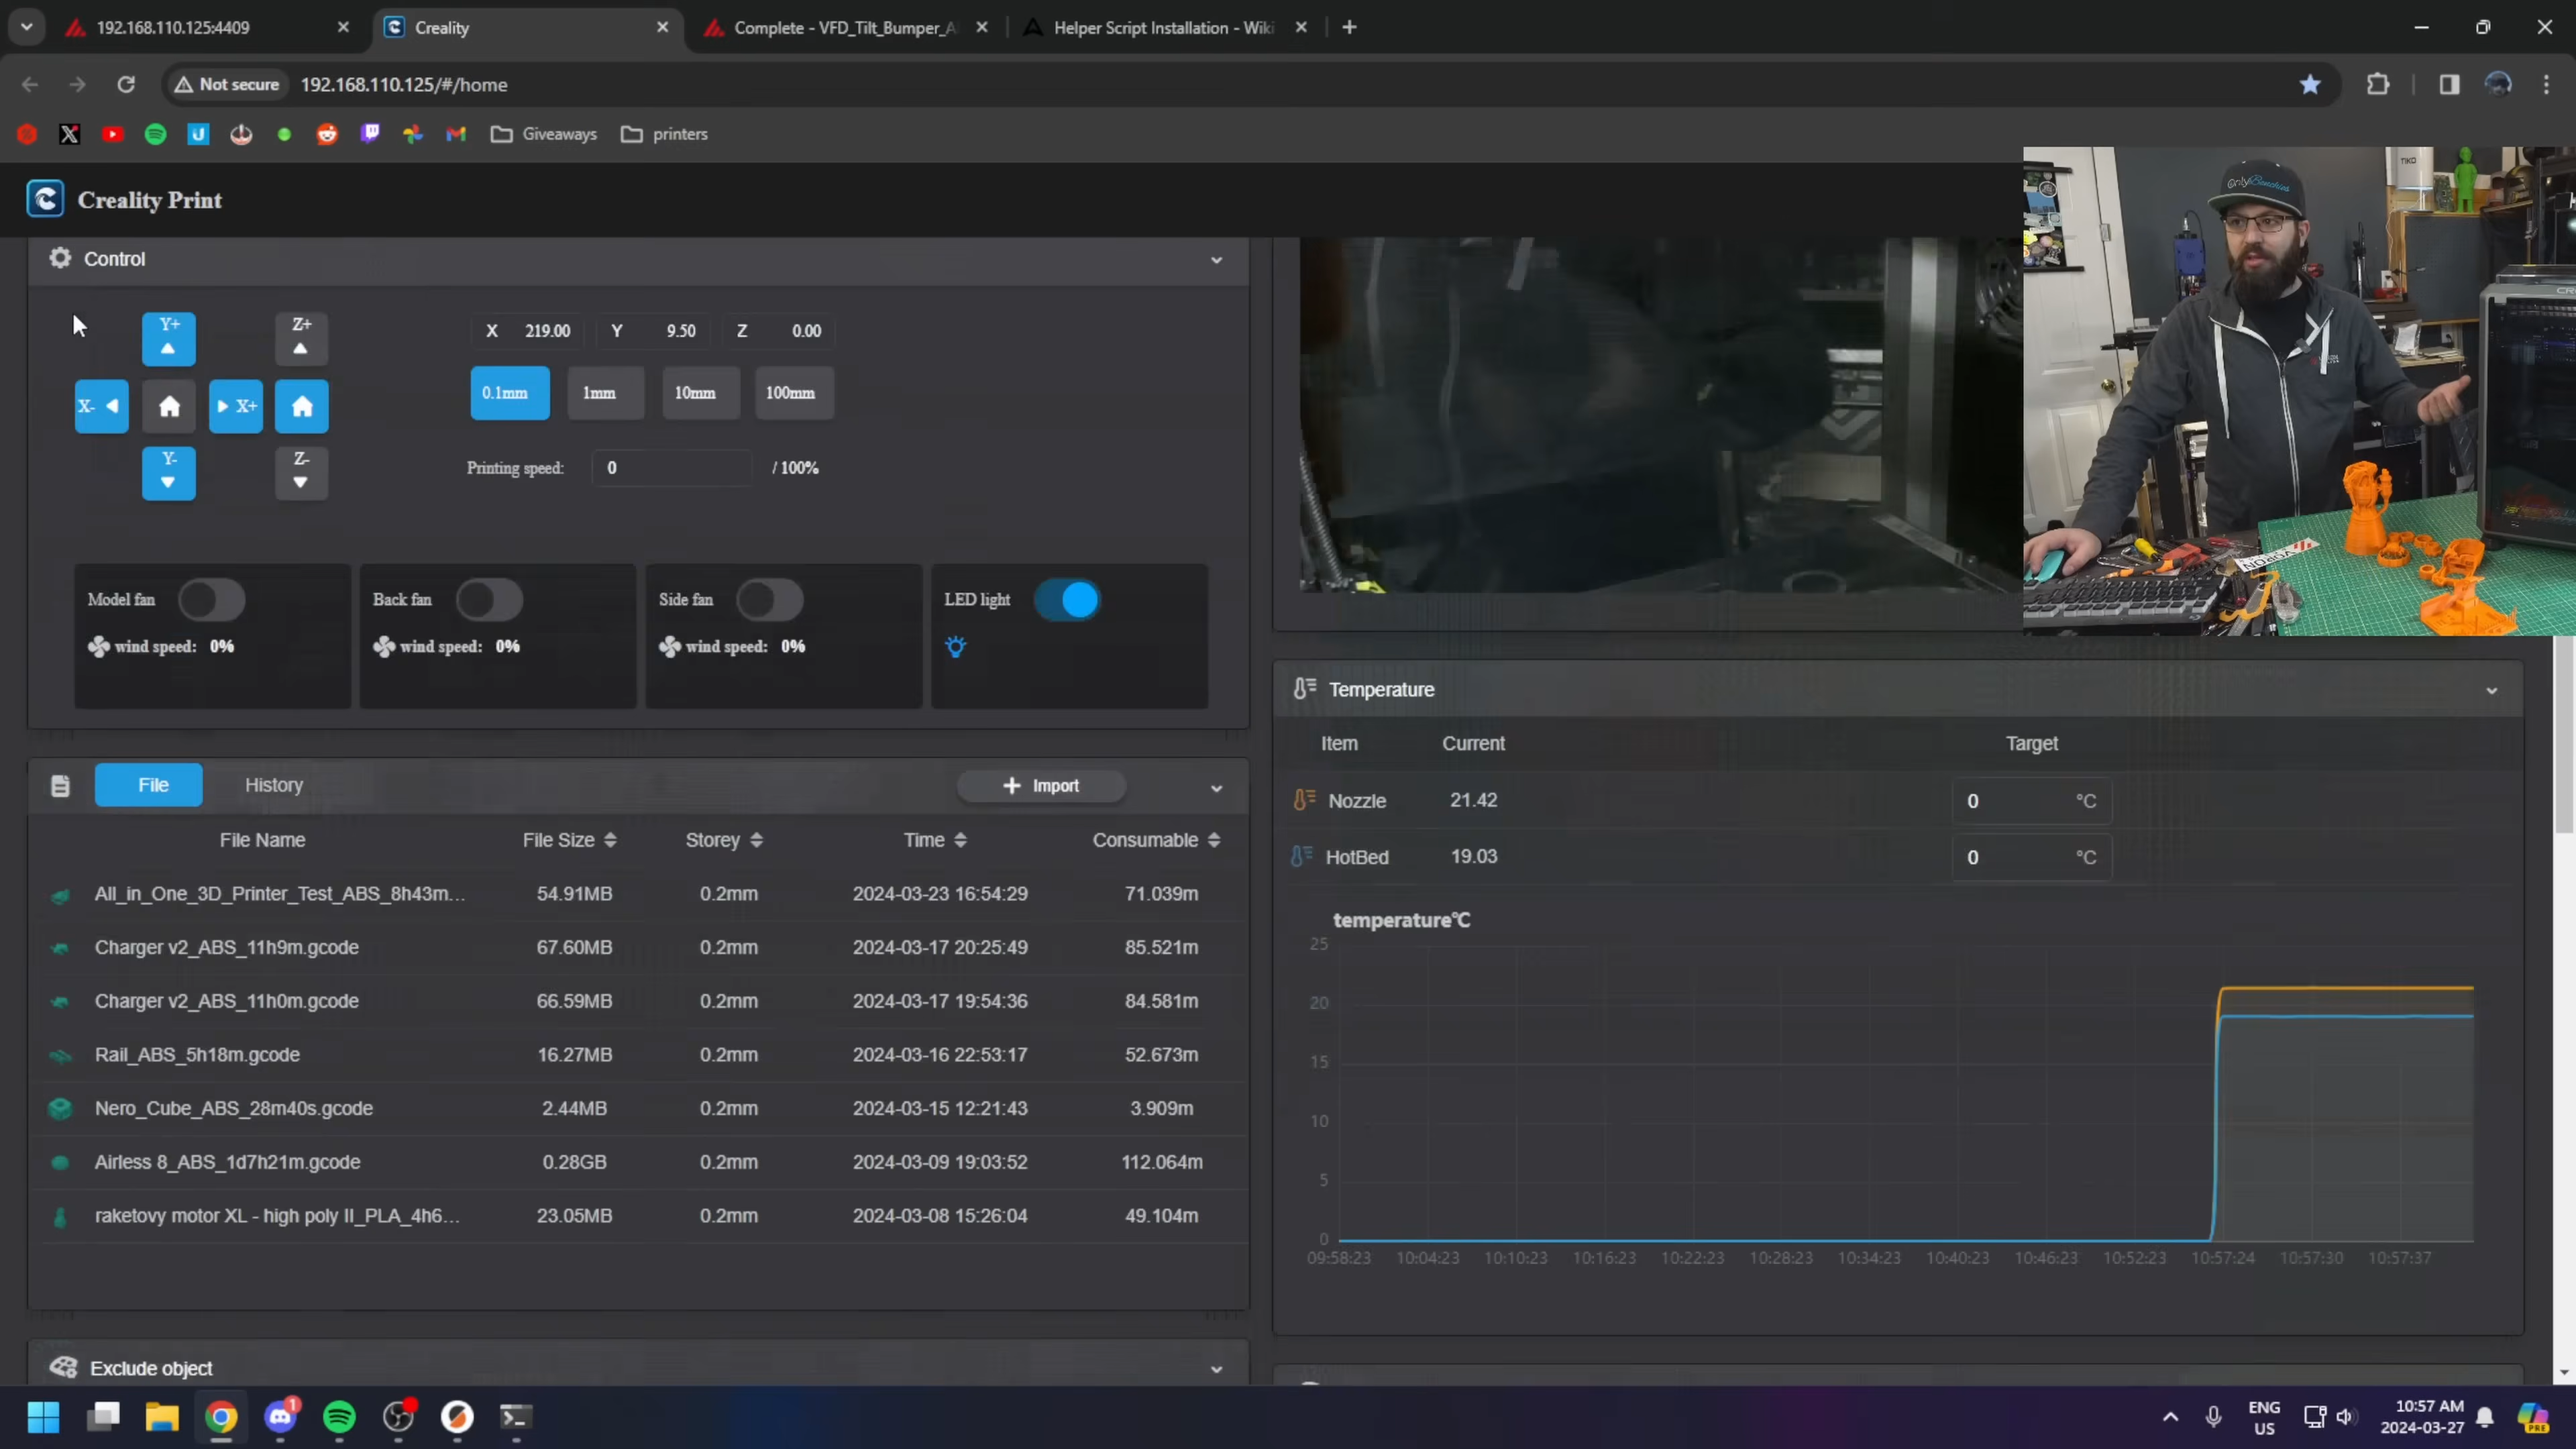 192.168.110.125:4409
Creality
Complete - VFD_Tilt_Bumper_A
Helper Script Installation - Wiki
Not secure
192.168.110.125/#/home
Giveaways
printers
Creality Print
Control
Y+
Z+
X 219.00
Y 9.50
Z 0.00
X-
X+
0.1mm
1mm
10mm
100mm
Y-
Z-
Printing speed: 0 / 100%
Model fan
Back fan
Side fan
LED light
wind speed: 0%
wind speed: 0%
wind speed: 0%
OnlyBenchies
TIKO
VORON
Temperature
Item Current Target
Nozzle 21.42 0 °C
HotBed 19.03 0 °C
File
History
Import
File Name File Size Storey Time Consumable
All_in_One_3D_Printer_Test_ABS_8h43m... 54.91MB 0.2mm 2024-03-23 16:54:29 71.039m
Charger v2_ABS_11h9m.gcode 67.60MB 0.2mm 2024-03-17 20:25:49 85.521m
Charger v2_ABS_11h0m.gcode 66.59MB 0.2mm 2024-03-17 19:54:36 84.581m
Rail_ABS_5h18m.gcode 16.27MB 0.2mm 2024-03-16 22:53:17 52.673m
Nero_Cube_ABS_28m40s.gcode 2.44MB 0.2mm 2024-03-15 12:21:43 3.909m
Airless 8_ABS_1d7h21m.gcode 0.28GB 0.2mm 2024-03-09 19:03:52 112.064m
raketovy motor XL - high poly II_PLA_4h6... 23.05MB 0.2mm 2024-03-08 15:26:04 49.104m
temperature℃
25
20
15
10
5
0
09:58:23 10:04:23 10:10:23 10:16:23 10:22:23 10:28:23 10:34:23 10:40:23 10:46:23 10:52:23 10:57:24 10:57:30 10:57:37
Exclude object
1
ENG
US
10:57 AM
2024-03-27
PRE